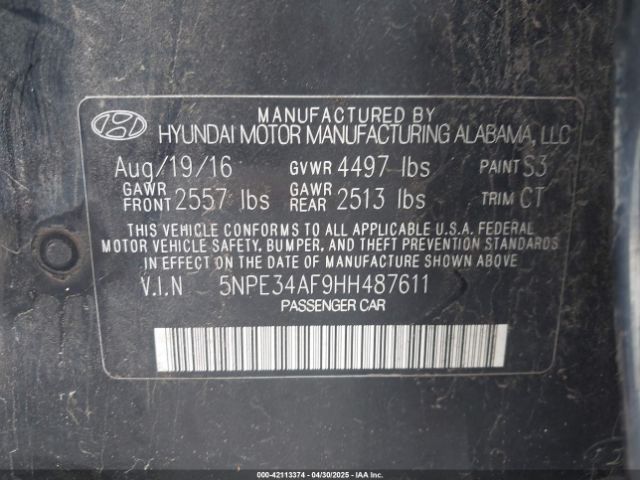 MANUFACTURED BY
HYUNDAI MOTOR MANUFACTURING ALABAMA, LLC
Aug/19/16 GVWR 4497 lbs PAINT S3
GAWR FRONT 2557 lbs GAWR REAR 2513 lbs TRIM CT
THIS VEHICLE CONFORMS TO ALL APPLICABLE U.S.A. FEDERAL
MOTOR VEHICLE SAFETY, BUMPER, AND THEFT PREVENTION STANDARDS
IN EFFECT ON THE DATE OF MANUFACTURE SHOWN ABOVE.
V.I.N 5NPE34AF9HH487611
PASSENGER CAR
000-42113374 - 04/30/2025 - IAA Inc. (c) Copyright